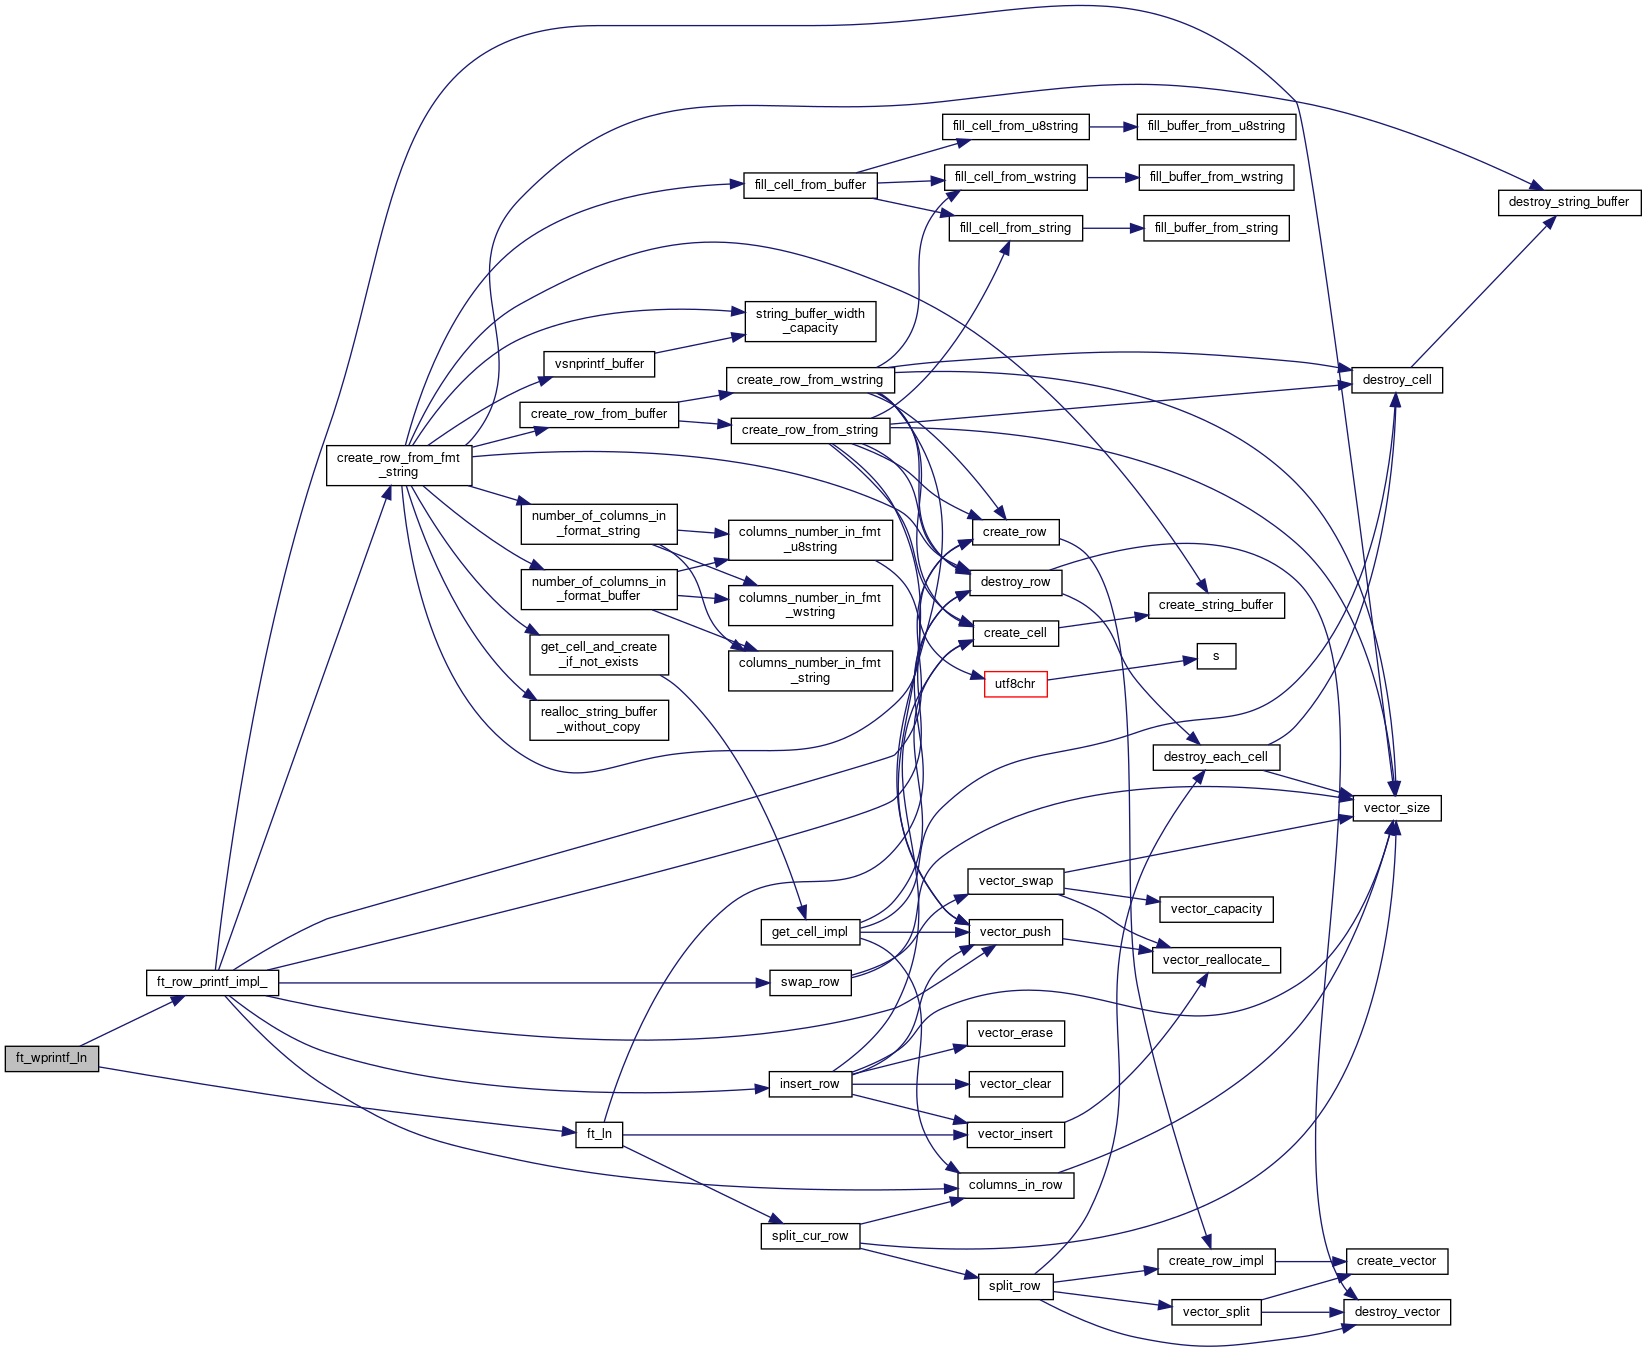 fill_cell_from_u8string
fill_buffer_from_u8string
fill_cell_from_buffer
fill_cell_from_wstring
fill_buffer_from_wstring
destroy_string_buffer
fill_cell_from_string
fill_buffer_from_string
string_buffer_width
_capacity
vsnprintf_buffer
create_row_from_wstring
destroy_cell
create_row_from_buffer
create_row_from_string
create_row_from_fmt
_string
number_of_columns_in
_format_string
columns_number_in_fmt
_u8string
create_row
number_of_columns_in
_format_buffer
destroy_row
columns_number_in_fmt
_wstring
create_string_buffer
create_cell
get_cell_and_create
_if_not_exists
s
columns_number_in_fmt
_string
utf8chr
realloc_string_buffer
_without_copy
destroy_each_cell
vector_size
vector_swap
vector_capacity
get_cell_impl
vector_push
vector_reallocate_
ft_row_printf_impl_
swap_row
vector_erase
ft_wprintf_ln
insert_row
vector_clear
ft_ln
vector_insert
columns_in_row
split_cur_row
create_row_impl
create_vector
split_row
vector_split
destroy_vector